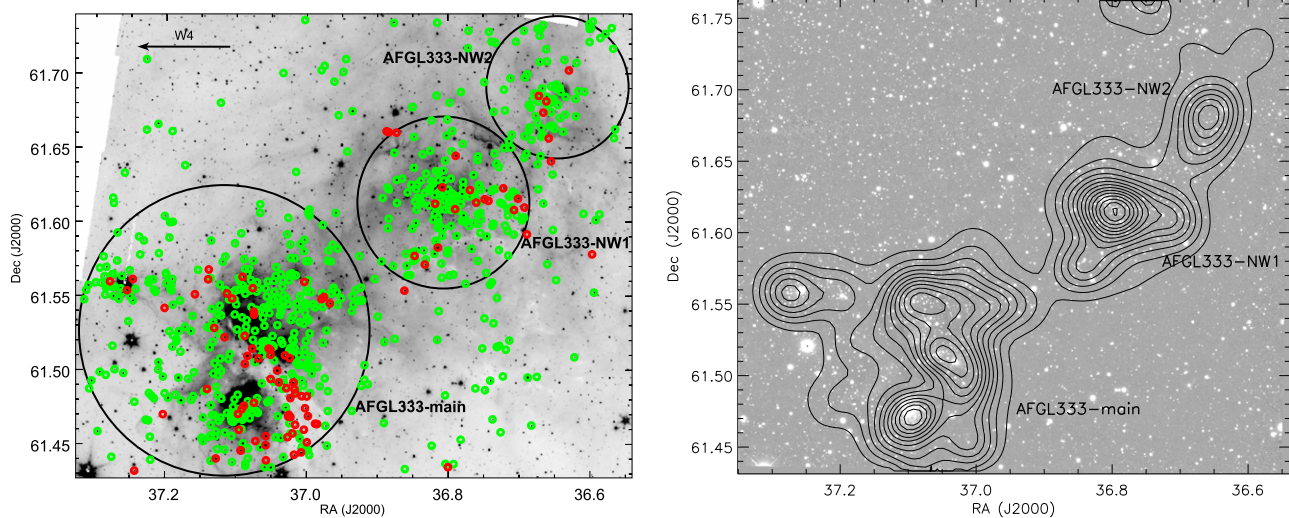 W4
AFGL333-NW2
AFGL333-NW1
AFGL333-main
61.70
61.65
61.60
61.55
61.50
61.45
Dec (J2000)
37.2
37.0
36.8
36.6
RA (J2000)
AFGL333-NW2
AFGL333-NW1
AFGL333-main
61.75
61.70
61.65
61.60
61.55
61.50
61.45
Dec (J2000)
37.2
37.0
36.8
36.6
RA (J2000)